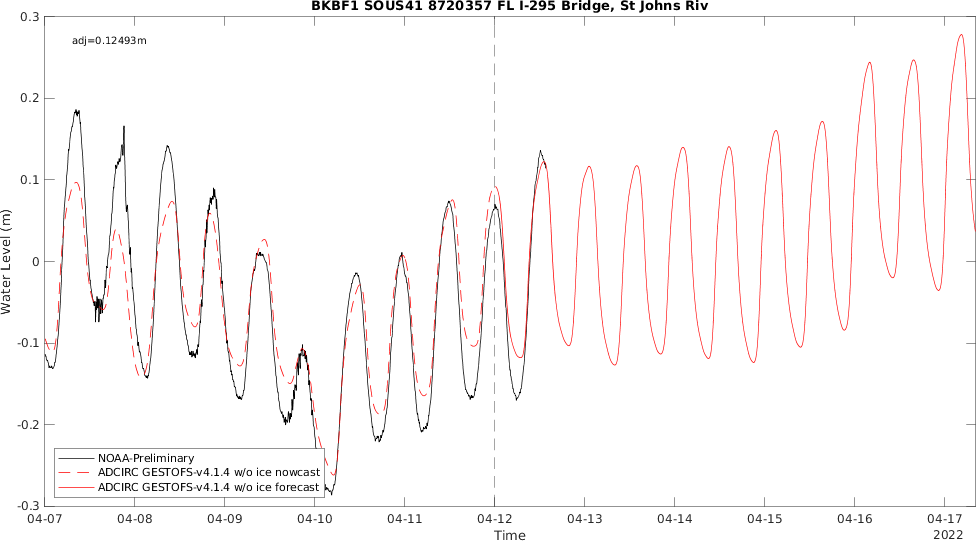 BKBF1 SOUS41 8720357 FL I-295 Bridge, St Johns Riv
adj=0.12493m
0.3
0.2
0.1
0
-0.1
-0.2
-0.3
Water Level (m)
NOAA-Preliminary
ADCIRC GESTOFS-v4.1.4 w/o ice nowcast
ADCIRC GESTOFS-v4.1.4 w/o ice forecast
04-07 04-08 04-09 04-10 04-11 04-12 04-13 04-14 04-15 04-16 04-17
Time
2022